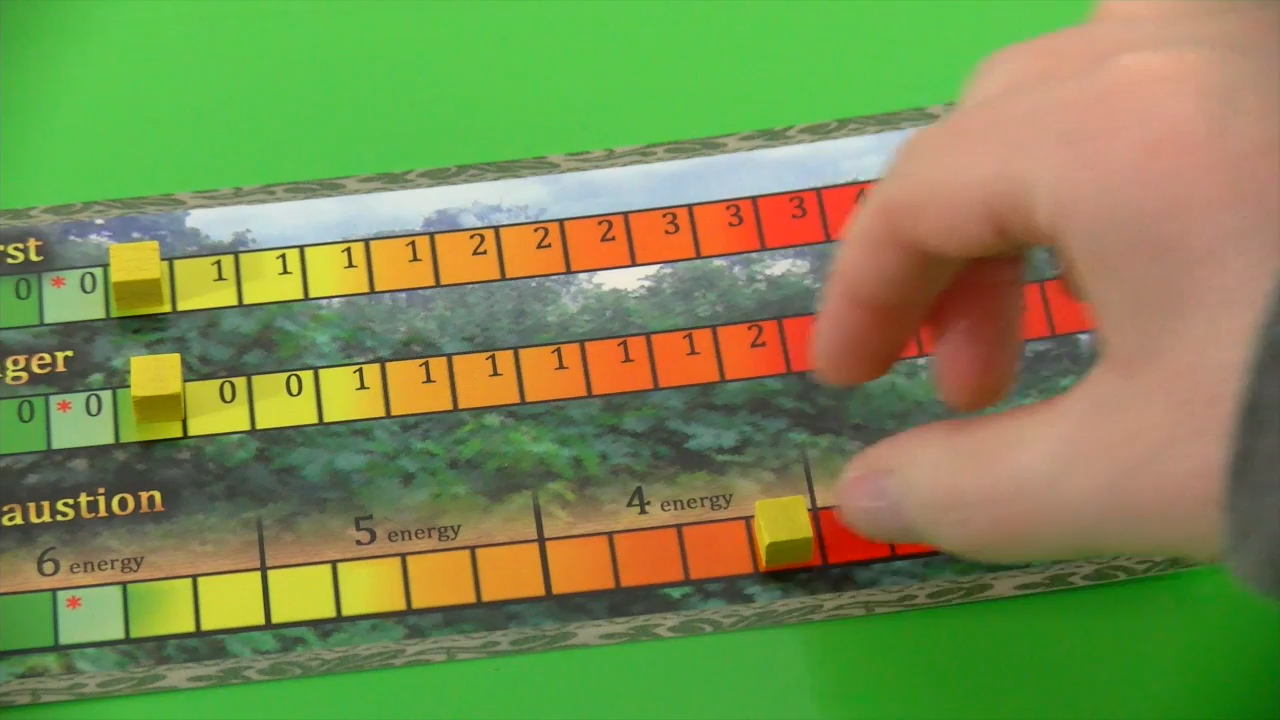 rst
0 * 0 1 1 1 1 2 2 2 3 3 3
ger
0 * 0 0 0 1 1 1 1 1 1 2
austion
6 energy 5 energy 4 energy
*